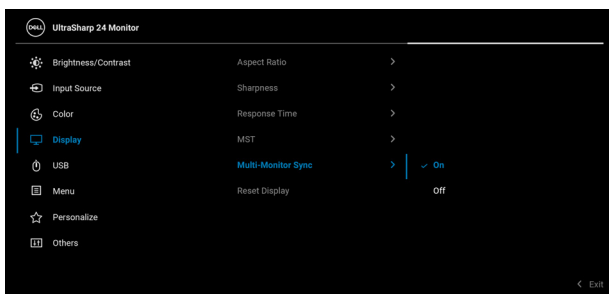 DELL UltraSharp 24 Monitor
Brightness/Contrast Aspect Ratio >
Input Source Sharpness >
Color Response Time >
Display MST >
USB Multi-Monitor Sync > ✓ On
Menu Reset Display Off
Personalize
Others
< Exit